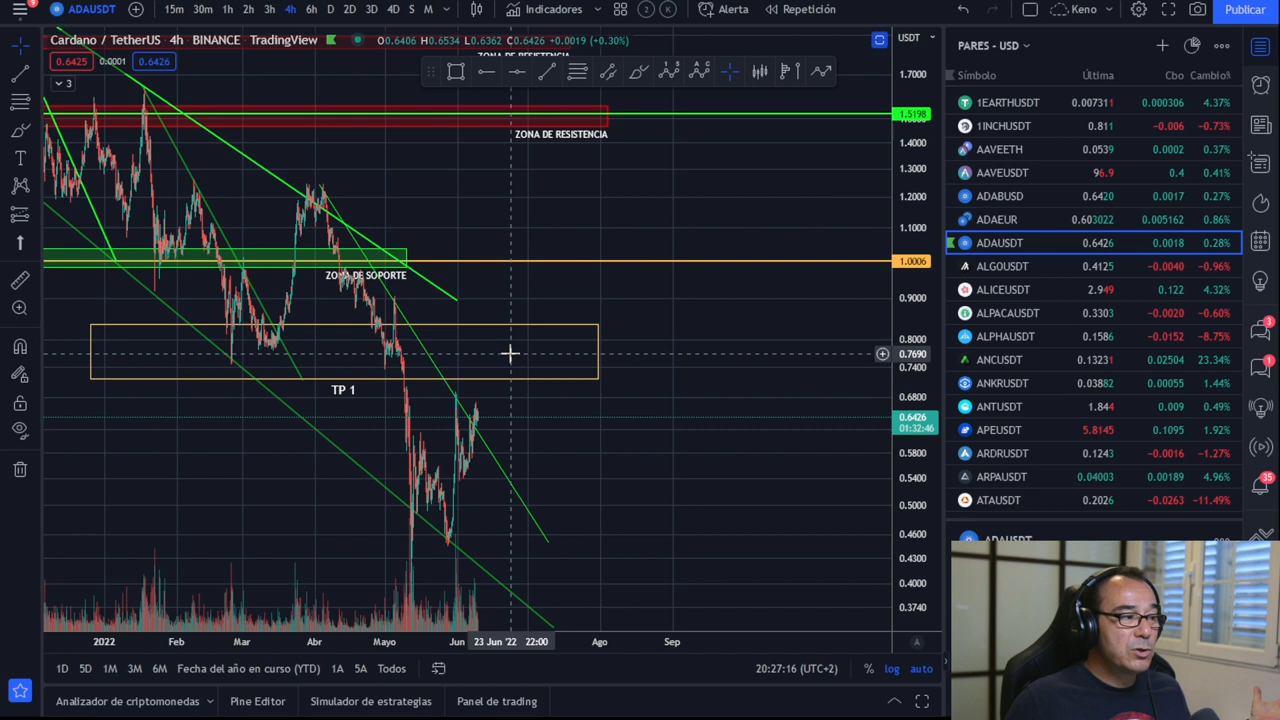 9
ADAUSDT
15m 30m 1h 2h 3h 4h 6h D 2D 3D 4D S M
Indicadores
2
Alerta
Repetición
Keno
Publicar
Cardano / TetherUS 4h BINANCE TradingView
O0.6406 H0.6534 L0.6362 C0.6426 +0.0019 (+0.30%)
USDT
0.6425 0.0001 0.6426
3
ZONA DE RESISTENCIA
ZONA DE SOPORTE
TP 1
1.7000
1.5198
1.4000
1.3000
1.2000
1.1000
1.0006
0.9000
0.8000
0.7690
0.7400
0.6800
0.6426
01:32:46
0.5800
0.5400
0.5000
0.4600
0.4300
0.4000
0.3740
2022 Feb Mar Abr Mayo Jun 23 Jun '22 22:00 Ago Sep
A
1D 5D 1M 3M 6M Fecha del año en curso (YTD) 1A 5A Todos
20:27:16 (UTC+2) % log auto
Analizador de criptomonedas Pine Editor Simulador de estrategias Panel de trading
PARES - USD
Símbolo Última Cbo Cambio%
1EARTHUSDT 0.007311 0.000306 4.37%
1INCHUSDT 0.811 −0.006 −0.73%
AAVEETH 0.0539 0.0002 0.37%
AAVEUSDT 96.9 0.4 0.41%
ADABUSD 0.6420 0.0017 0.27%
ADAEUR 0.603022 0.005162 0.86%
ADAUSDT 0.6426 0.0018 0.28%
ALGOUSDT 0.4125 −0.0040 −0.96%
ALICEUSDT 2.949 0.122 4.32%
ALPACAUSDT 0.3303 −0.0020 −0.60%
ALPHAUSDT 0.1586 −0.0152 −8.75%
ANCUSDT 0.13231 0.02504 23.34%
ANKRUSDT 0.03882 0.00055 1.44%
ANTUSDT 1.844 0.009 0.49%
APEUSDT 5.8145 0.1095 1.92%
ARDRUSDT 0.1243 −0.0016 −1.27%
ARPAUSDT 0.04003 0.00189 4.96%
ATAUSDT 0.2026 −0.0263 −11.49%
3
1
35